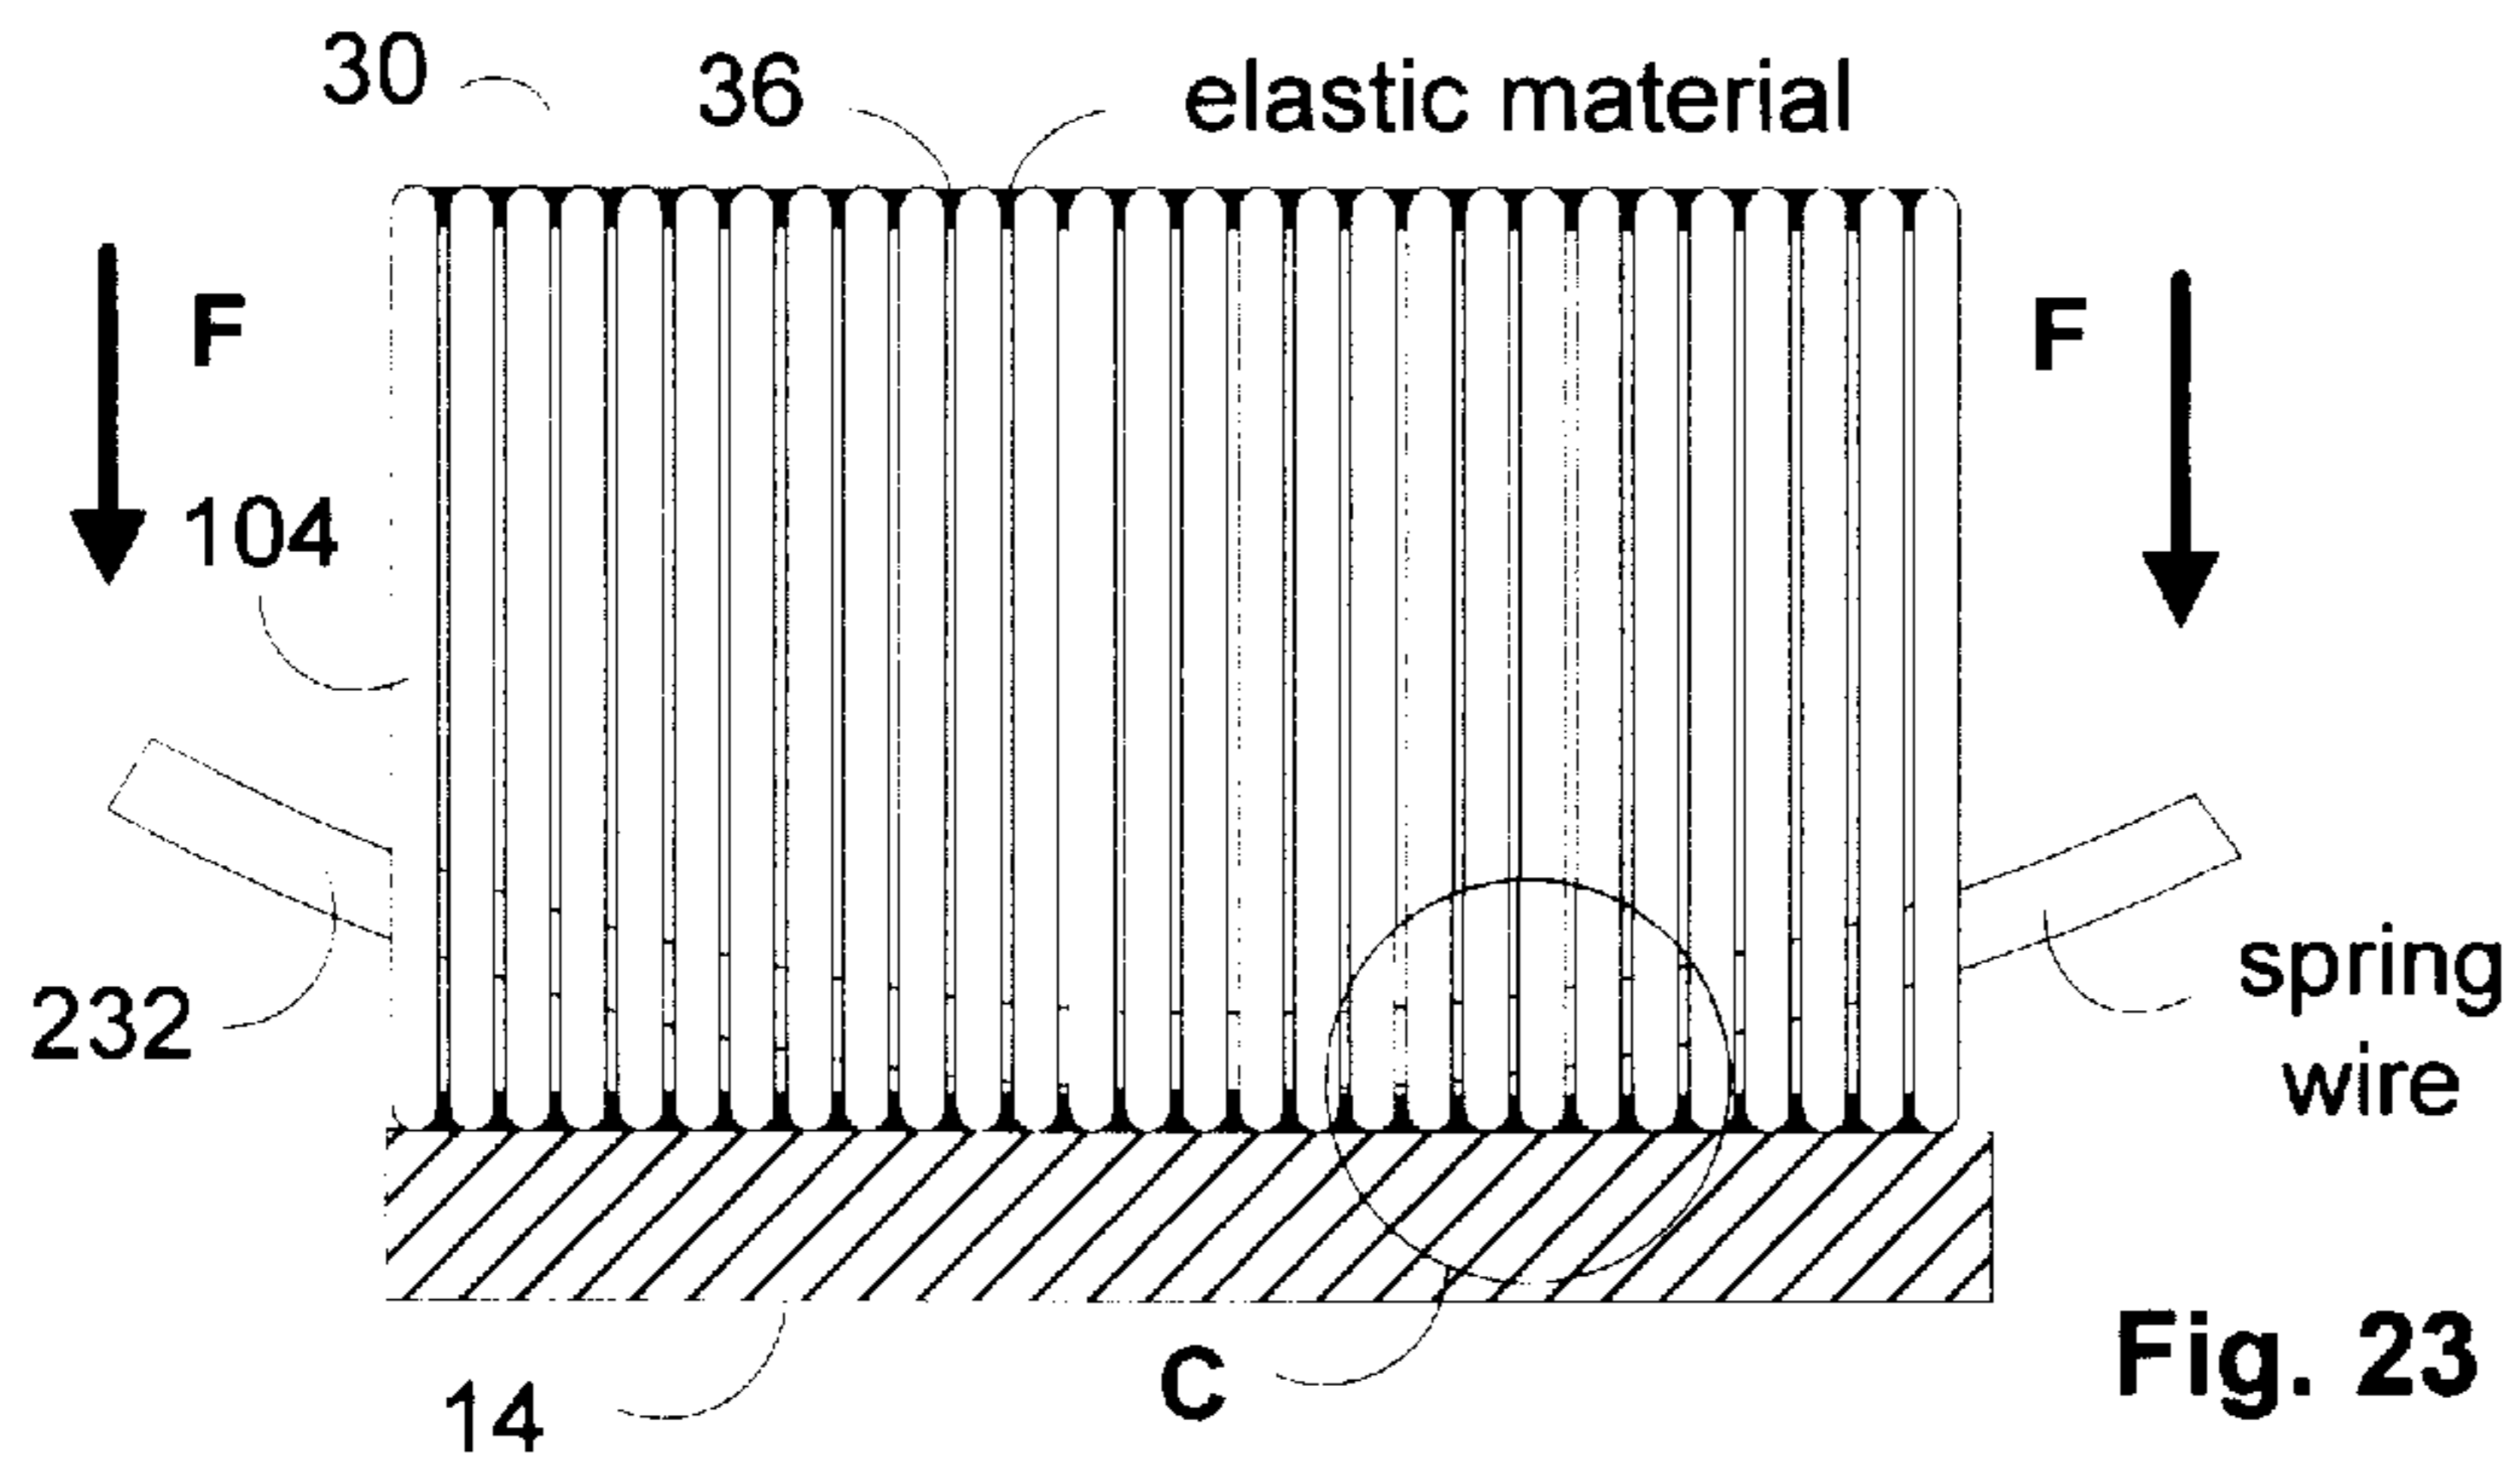 30
36
elastic material
F
F
104
232
spring
wire
14
C
Fig. 23